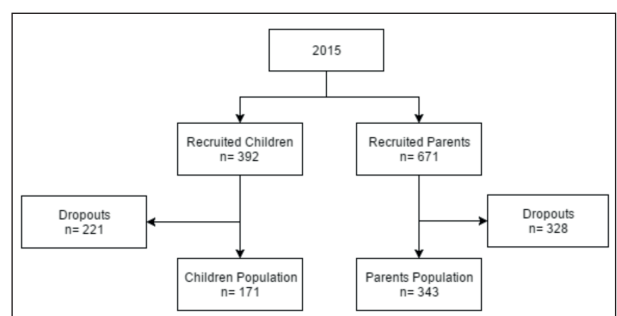 2015
Recruited Children
n= 392
Recruited Parents
n= 671
Dropouts
n= 221
Dropouts
n= 328
Children Population
n= 171
Parents Population
n= 343